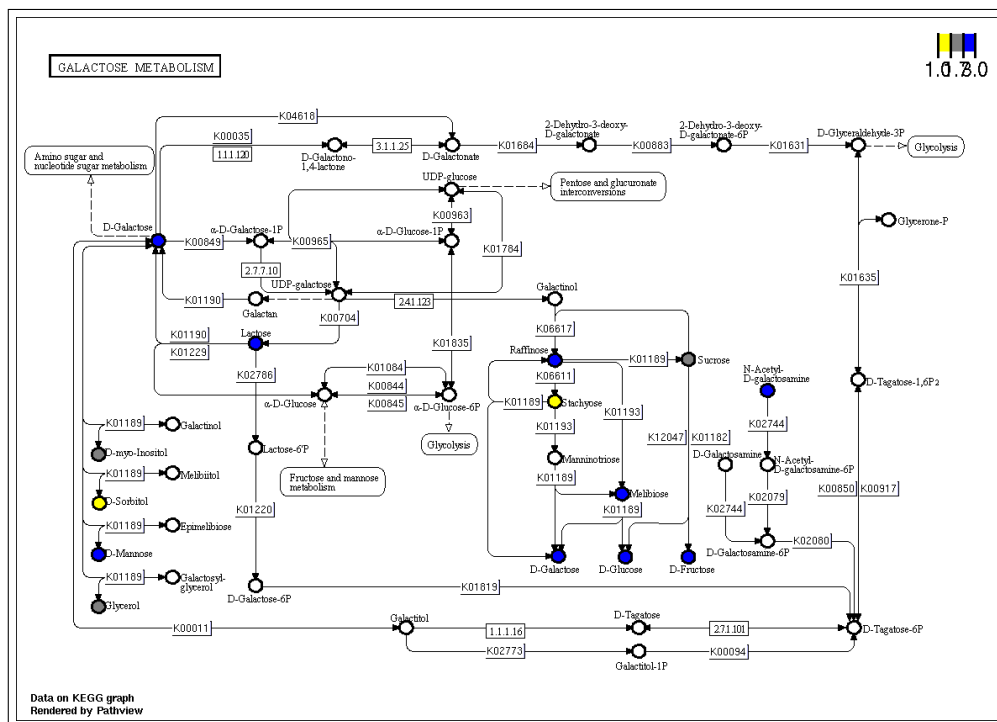 GALACTOSE METABOLISM
1.0 1.7 3.0
K04618
K00035
1.1.1.120
D-Galactono-
1,4-lactone
3.1.1.25
D-Galactonate
K01684
2-Dehydro-3-deoxy-
D-galactonate
K00883
2-Dehydro-3-deoxy-
D-galactonate-6P
K01631
D-Glyceraldehyde-3P
Glycolysis
Amino sugar and
nucleotide sugar metabolism
UDP-glucose
Pentose and glucuronate
interconversions
D-Galactose
K00849
α-D-Galactose-1P
K00965
K00963
α-D-Glucose-1P
K01784
Glycerone-P
2.7.7.10
UDP-galactose
K01635
K01190
Galactan
K00704
2.4.1.123
Galactinol
K01190
K01229
Lactose
K02786
K01835
K06617
Raffinose
K01189
Sucrose
K01084
K00844
K00845
α-D-Glucose
α-D-Glucose-6P
K06611
K01189
Stachyose
K01193
K01193
K12047
K01182
N-Acetyl-
D-galactosamine
D-Tagatose-1,6P2
K02744
Glycolysis
Fructose and mannose
metabolism
K01189
Galactinol
D-myo-Inositol
K01189
Melibiitol
D-Sorbitol
K01189
Epimelibiose
D-Mannose
K01189
Galactosyl-
glycerol
Glycerol
Lactose-6'P
K01220
D-Galactose-6P
Manninotriose
K01189
Melibiose
K01189
D-Galactose
D-Glucose
D-Fructose
D-Galactosamine
N-Acetyl-
D-galactosamine-6P
K02744
K02079
D-Galactosamine-6P
K02080
K00850
K00917
K01819
K00011
Galactitol
1.1.1.16
D-Tagatose
2.7.1.101
D-Tagatose-6P
K02773
Galactitol-1P
K00094
Data on KEGG graph
Rendered by Pathview